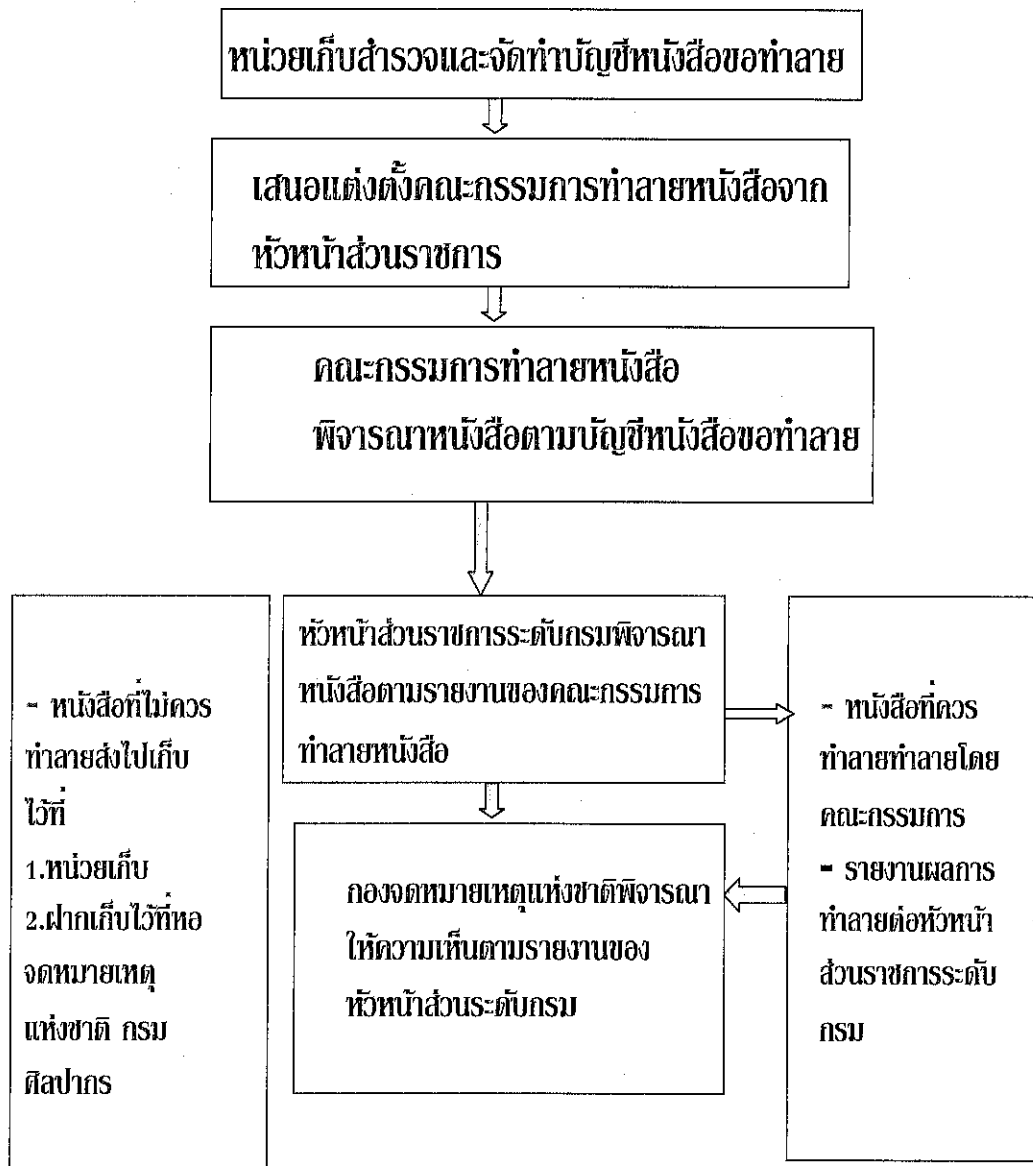 หน่วยเก็บสำรวจและจัดทำบัญชีหนังสือขอทำลาย
เสนอแต่งตั้งคณะกรรมการทำลายหนังสือจาก
หัวหน้าส่วนราชการ
คณะกรรมการทำลายหนังสือ
พิจารณาหนังสือตามบัญชีหนังสือขอทำลาย
หัวหน้าส่วนราชการระดับกรมพิจารณา
หนังสือตามรายงานของคณะกรรมการ
ทำลายหนังสือ
- หนังสือที่ไม่ควร
ทำลายส่งไปเก็บ
ไว้ที่
1.หน่วยเก็บ
2.ฝากเก็บไว้ที่หอ
จดหมายเหตุ
แห่งชาติ กรม
ศิลปากร
กองจดหมายเหตุแห่งชาติพิจารณา
ให้ความเห็นตามรายงานของ
หัวหน้าส่วนระดับกรม
- หนังสือที่ควร
ทำลายทำลายโดย
คณะกรรมการ
- รายงานผลการ
ทำลายต่อหัวหน้า
ส่วนราชการระดับ
กรม